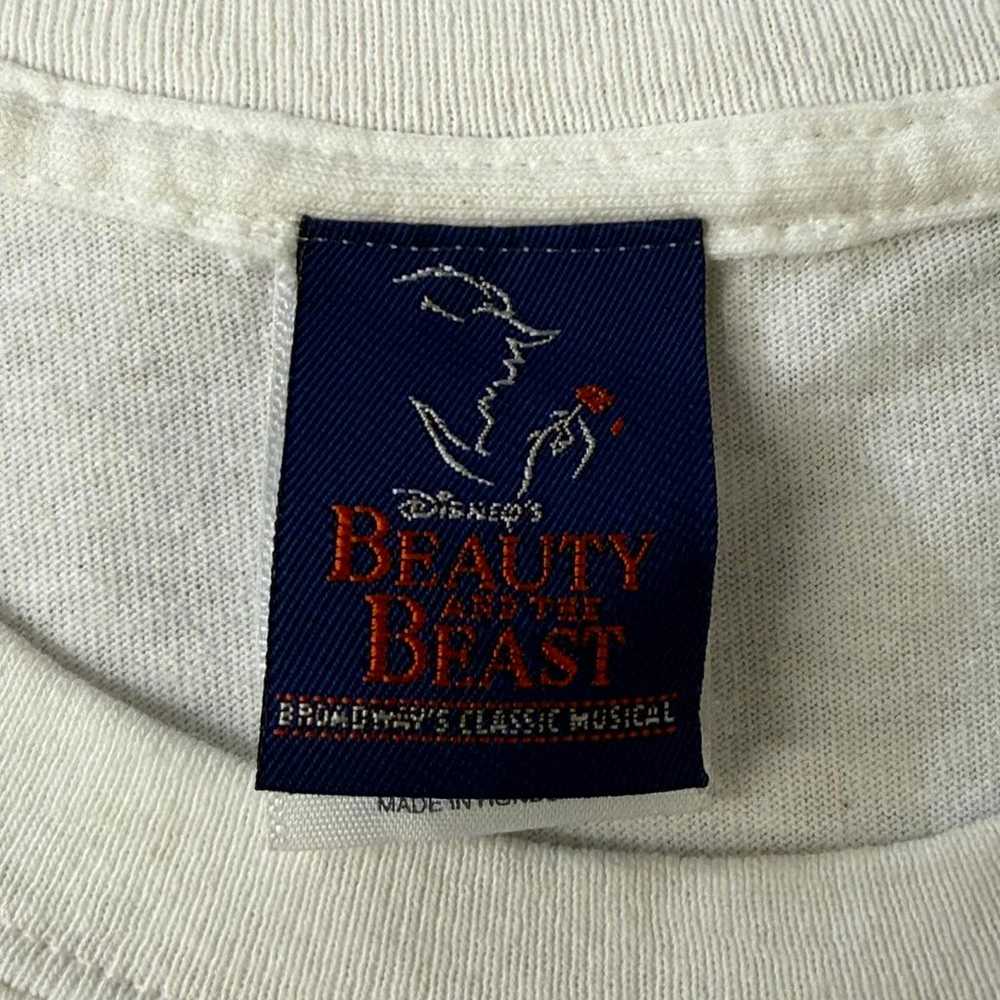 Disney's
BEAUTY
AND THE
BEAST
BROADWAY'S CLASSIC MUSICAL
MADE IN